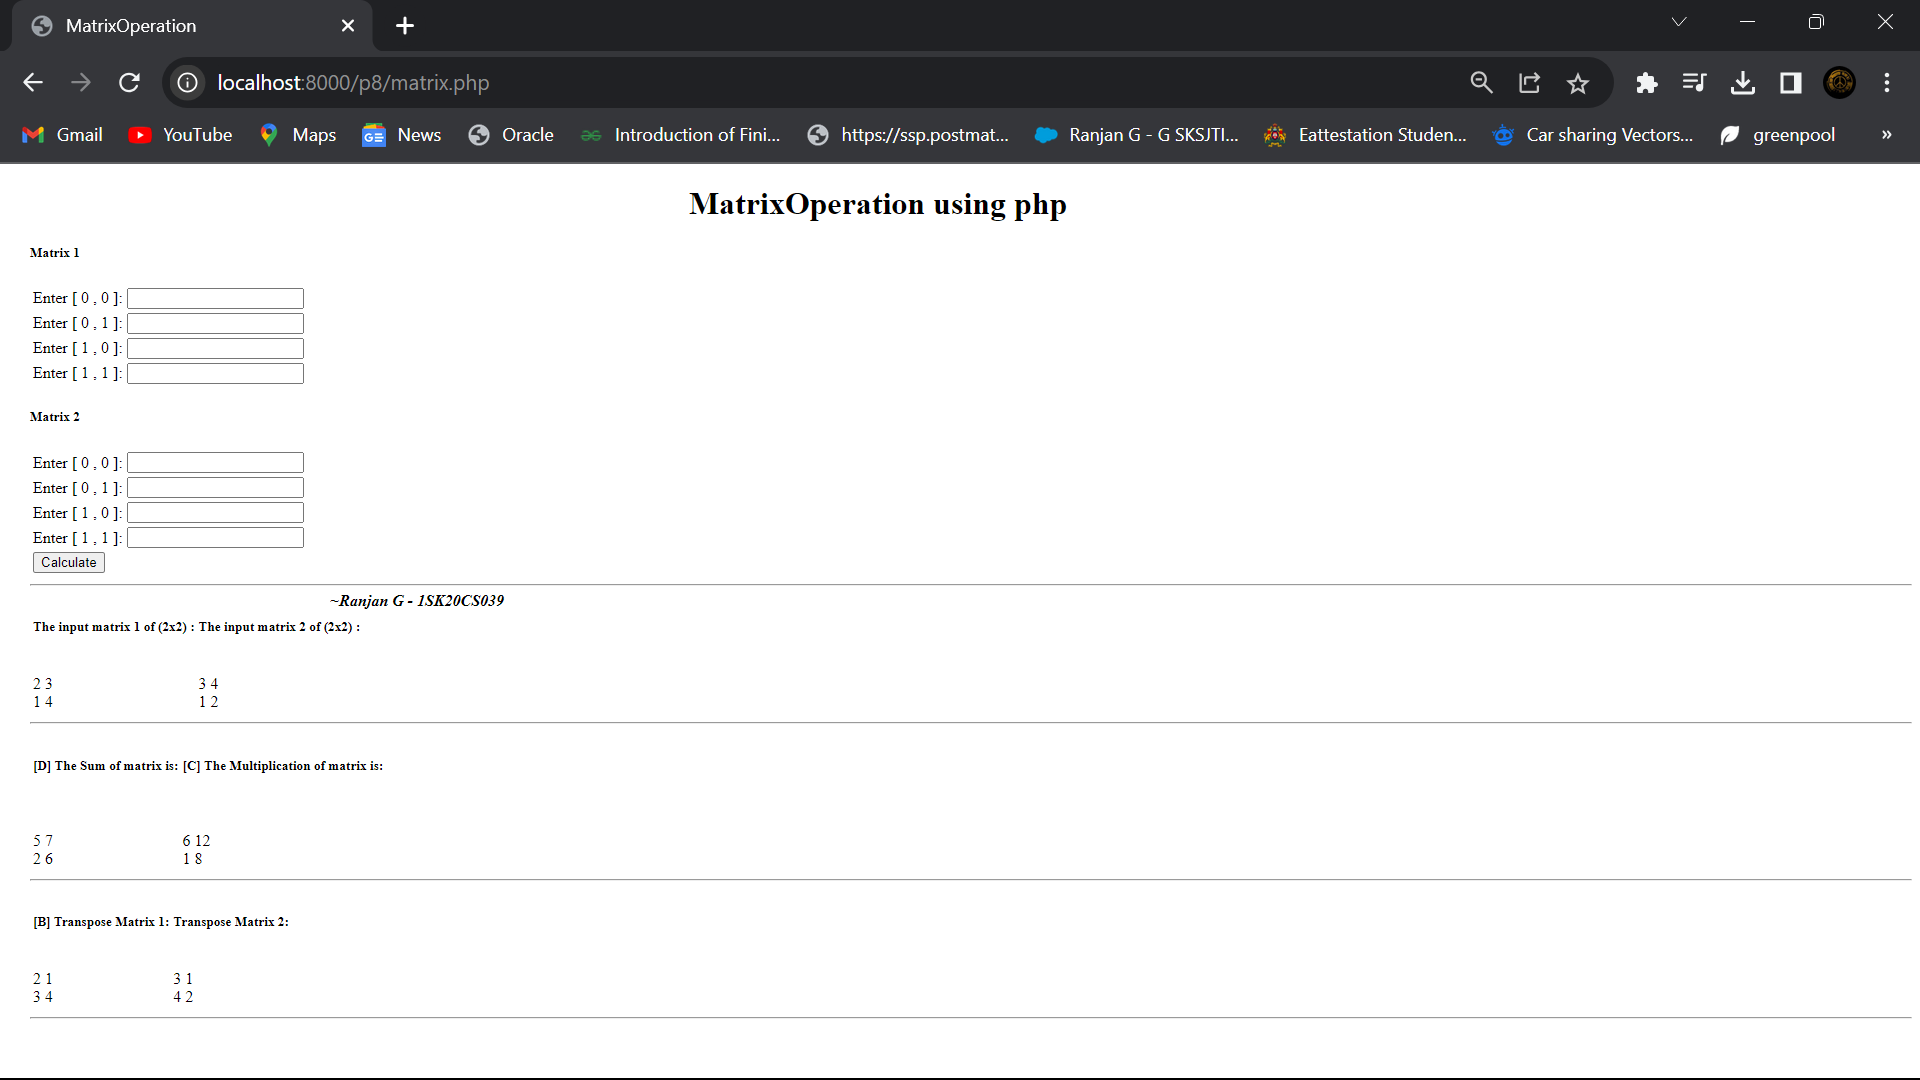 MatrixOperation
localhost:8000/p8/matrix.php
Gmail YouTube Maps News Oracle Introduction of Fini... https://ssp.postmat... Ranjan G - G SKSJTI... Eattestation Studen... Car sharing Vectors... greenpool »
MatrixOperation using php
Matrix 1
Enter [ 0 , 0 ]:
Enter [ 0 , 1 ]:
Enter [ 1 , 0 ]:
Enter [ 1 , 1 ]:
Matrix 2
Enter [ 0 , 0 ]:
Enter [ 0 , 1 ]:
Enter [ 1 , 0 ]:
Enter [ 1 , 1 ]:
Calculate
~Ranjan G - 1SK20CS039
The input matrix 1 of (2x2) : The input matrix 2 of (2x2) :
2 3 3 4
1 4 1 2
[D] The Sum of matrix is: [C] The Multiplication of matrix is:
5 7 6 12
2 6 1 8
[B] Transpose Matrix 1: Transpose Matrix 2:
2 1 3 1
3 4 4 2